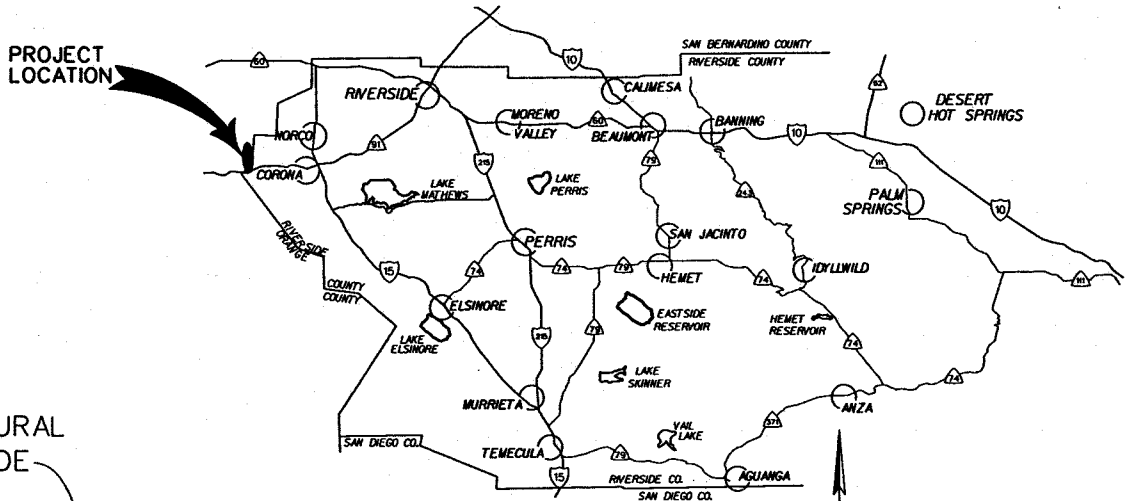 PROJECT
LOCATION
SAN BERNARDINO COUNTY
RIVERSIDE COUNTY
60
10
62
RIVERSIDE
CALIMESA
DESERT
HOT SPRINGS
MORENO
VALLEY
60
BEAUMONT
BANNING
10
NORCO
91
215
79
111
CORONA
LAKE
MATHEWS
LAKE
PERRIS
243
PALM
SPRINGS
10
RIVERSIDE
ORANGE
PERRIS
SAN JACINTO
COUNTY
COUNTY
15
74
74
79
HEMET
74
IDYLLWILD
111
ELSINORE
EASTSIDE
RESERVOIR
HEMET
RESERVOIR
LAKE
ELSINORE
215
79
74
LAKE
SKINNER
74
MURRIETA
ANZA
URAL
DE
SAN DIEGO CO.
TEMECULA
VAIL
LAKE
371
79
15
RIVERSIDE CO.
SAN DIEGO CO.
AGUANGA